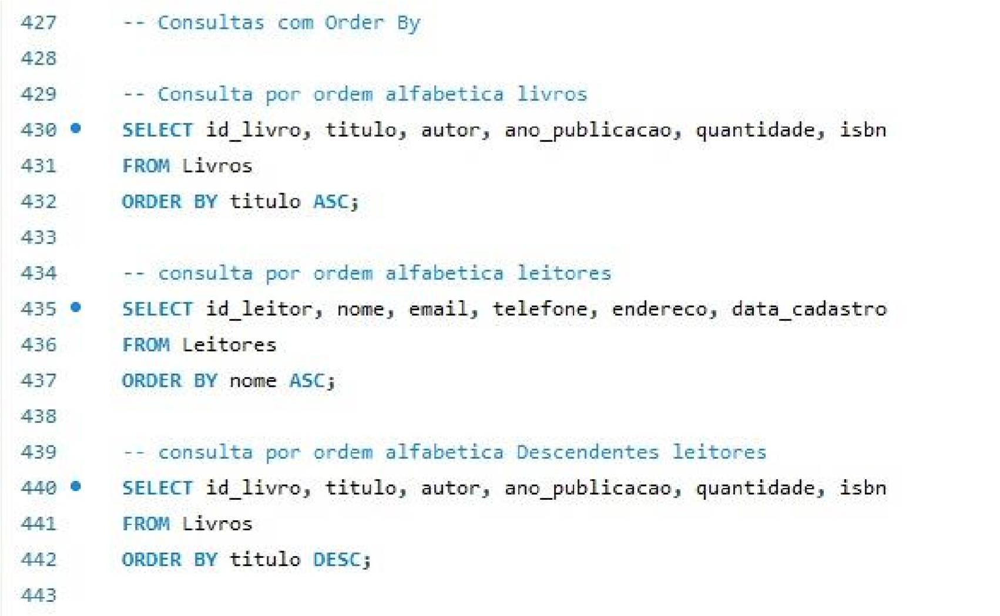 427 -- Consultas com Order By
428
429 -- Consulta por ordem alfabetica livros
430 SELECT id_livro, titulo, autor, ano_publicacao, quantidade, isbn
431 FROM Livros
432 ORDER BY titulo ASC;
433
434 -- consulta por ordem alfabetica leitores
435 SELECT id_leitor, nome, email, telefone, endereco, data_cadastro
436 FROM Leitores
437 ORDER BY nome ASC;
438
439 -- consulta por ordem alfabetica Descendentes leitores
440 SELECT id_livro, titulo, autor, ano_publicacao, quantidade, isbn
441 FROM Livros
442 ORDER BY titulo DESC;
443